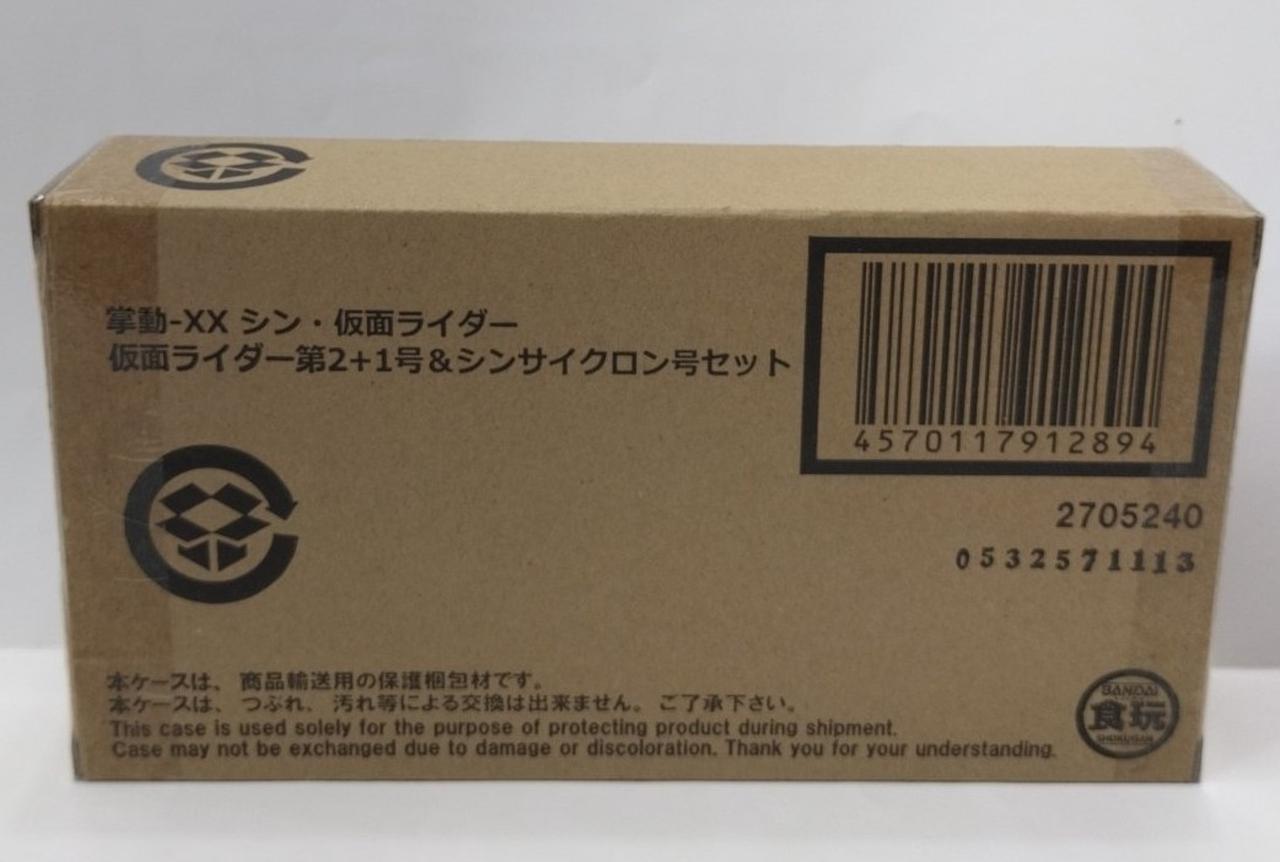 掌動-XX シン・仮面ライダー
仮面ライダー第2+1号＆シンサイクロン号セット
4570117912894
2705240
0532571113
本ケースは、商品輸送用の保護梱包材です。
本ケースは、つぶれ、汚れ等による交換は出来ません。ご了承下さい。
This case is used solely for the purpose of protecting product during shipment.
Case may not be exchanged due to damage or discoloration. Thank you for your understanding.
BANDAI
食玩
SHOKUGAN